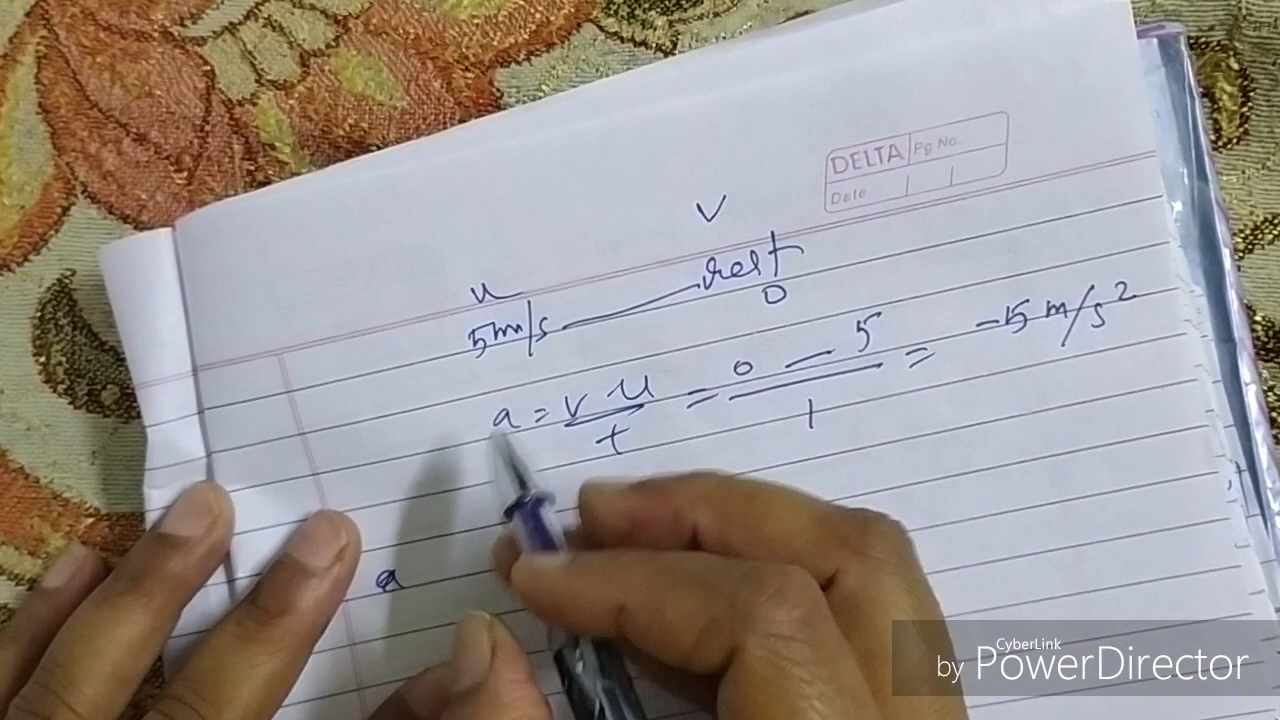 DELTA Pg No.
Date
V
u
5m/s rest
0
a = v u / t = 0 - 5 / 1 = -5 m/s²
a
CyberLink
by PowerDirector